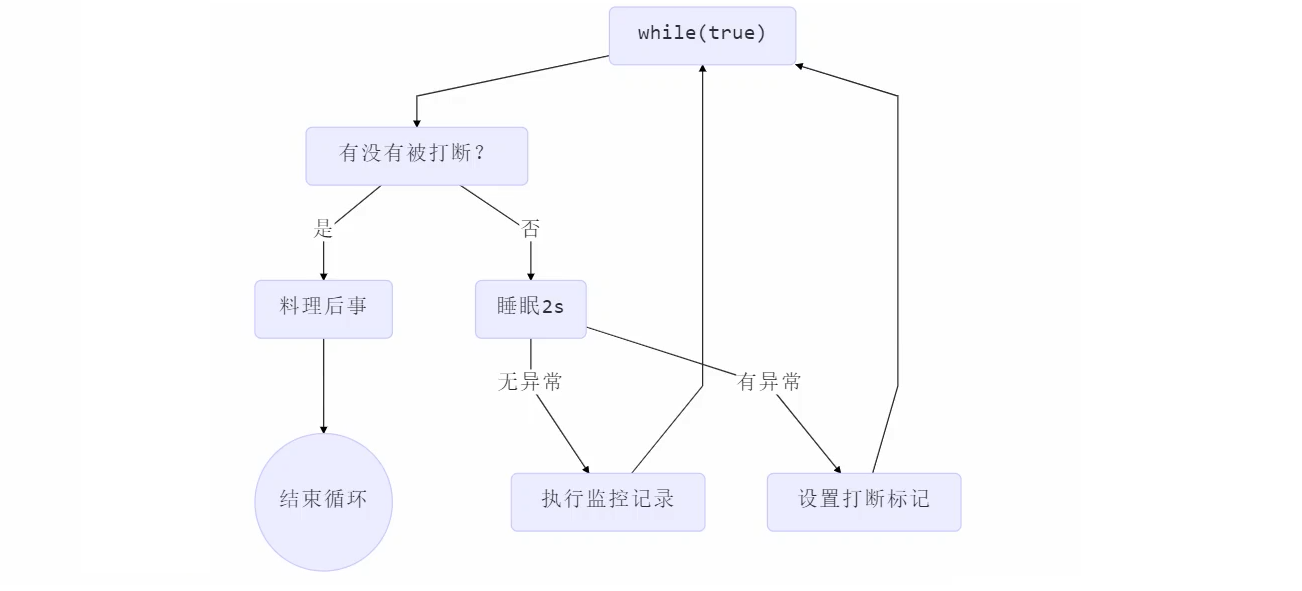 while(true)
有没有被打断？
是
否
料理后事
睡眠2s
无异常
有异常
结束循环
执行监控记录
设置打断标记